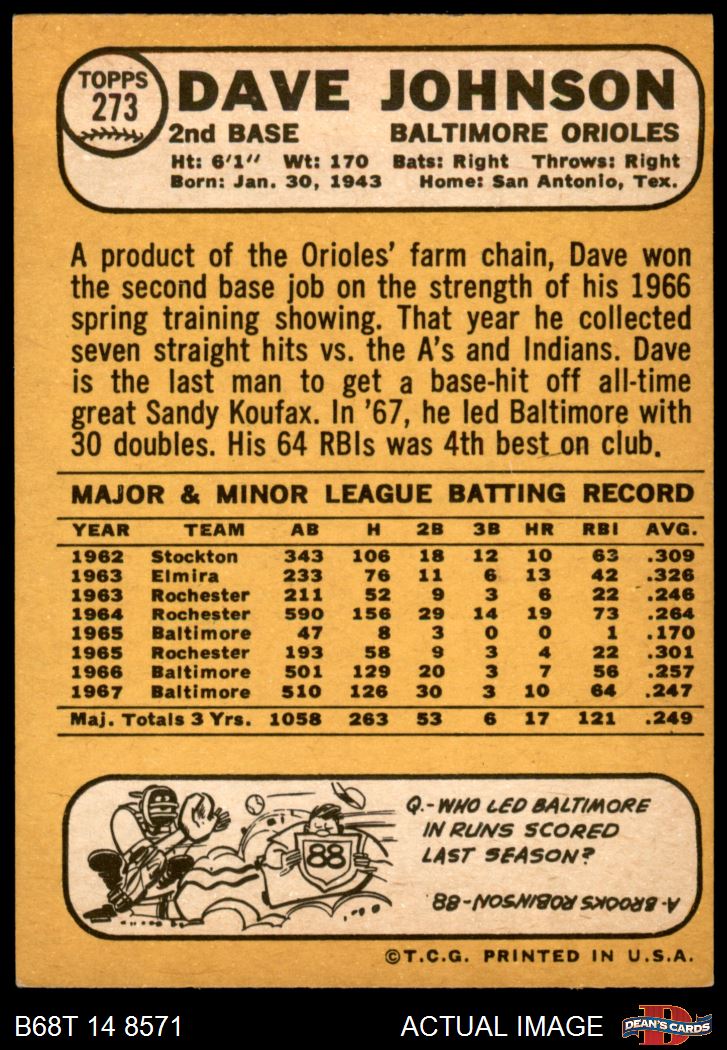 TOPPS
273
DAVE JOHNSON
2nd BASE BALTIMORE ORIOLES
Ht: 6'1" Wt: 170 Bats: Right Throws: Right
Born: Jan. 30, 1943 Home: San Antonio, Tex.
A product of the Orioles' farm chain, Dave won
the second base job on the strength of his 1966
spring training showing. That year he collected
seven straight hits vs. the A's and Indians. Dave
is the last man to get a base-hit off all-time
great Sandy Koufax. In '67, he led Baltimore with
30 doubles. His 64 RBIs was 4th best on club.
MAJOR & MINOR LEAGUE BATTING RECORD
YEAR TEAM AB H 2B 3B HR RBI AVG.
1962 Stockton 343 106 18 12 10 63 .309
1963 Elmira 233 76 11 6 13 42 .326
1963 Rochester 211 52 9 3 6 22 .246
1964 Rochester 590 156 29 14 19 73 .264
1965 Baltimore 47 8 3 0 0 1 .170
1965 Rochester 193 58 9 3 4 22 .301
1966 Baltimore 501 129 20 3 7 56 .257
1967 Baltimore 510 126 30 3 10 64 .247
Maj. Totals 3 Yrs. 1058 263 53 6 17 121 .249
88
Q.-WHO LED BALTIMORE
IN RUNS SCORED
LAST SEASON?
A-BROOKS ROBINSON-88
©T.C.G. PRINTED IN U.S.A.
B68T 14 8571 ACTUAL IMAGE
D
DEAN'S CARDS